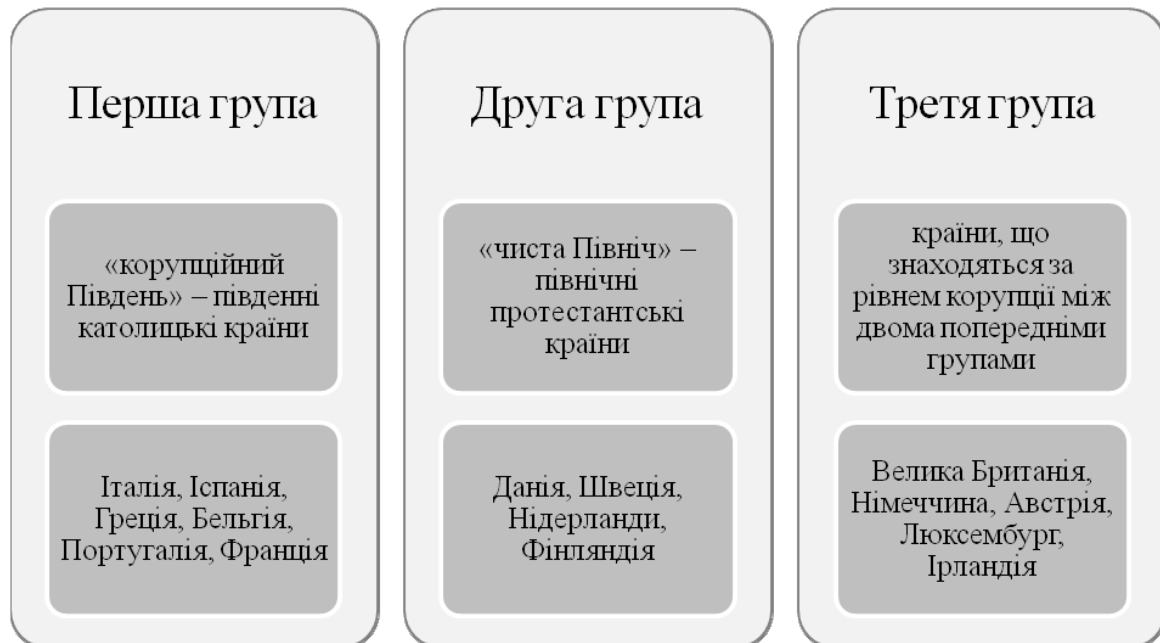 Перша група
«корупційний
Південь» – південні
католицькі країни
Італія, Іспанія,
Греція, Бельгія,
Португалія, Франція
Друга група
«чиста Північ» –
північні
протестантські
країни
Данія, Швеція,
Нідерланди,
Фінляндія
Третя група
країни, що
знаходяться за
рівнем корупції між
двома попередніми
групами
Велика Британія,
Німеччина, Австрія,
Люксембург,
Ірландія